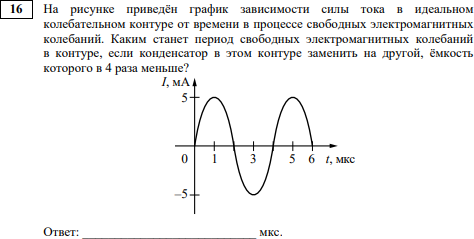 16 На рисунке приведён график зависимости силы тока в идеальном
колебательном контуре от времени в процессе свободных электромагнитных
колебаний. Каким станет период свободных электромагнитных колебаний
в контуре, если конденсатор в этом контуре заменить на другой, ёмкость
которого в 4 раза меньше?
I, мА
5
0 1 3 5 6 t, мкс
–5
Ответ: ___________________________ мкс.